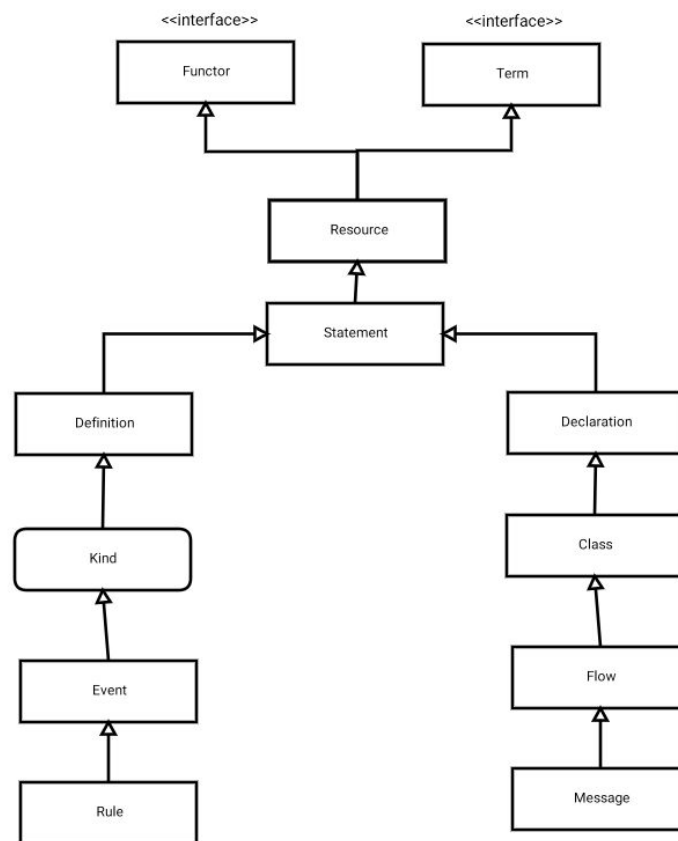 <<interface>>
<<interface>>
Functor
Term
Resource
Statement
Definition
Declaration
Kind
Class
Event
Flow
Rule
Message